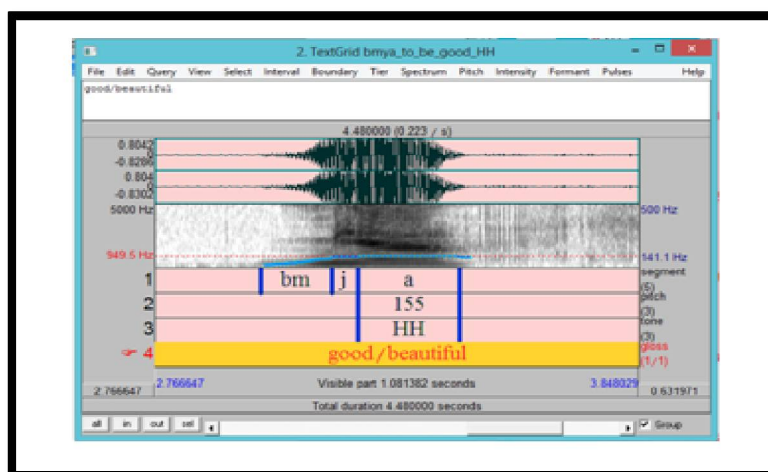 2. TextGrid bmya_to_be_good_HH
File Edit Query View Select Interval Boundary Tier Spectrum Pitch Intensity Formant Pulses Help
good/beautiful
4.480000 (0.223 / s)
0.8042
0
-0.8286
0.804
0
-0.8302
5000 Hz 500 Hz
949.5 Hz 141.1 Hz
1 bm j a segment (5)
2 155 pitch (3)
3 HH tone (3)
4 good/beautiful gloss (1/1)
2.766647 2.766647 Visible part 1.081382 seconds 3.848029 0.631971
Total duration 4.480000 seconds
all in out sel Group